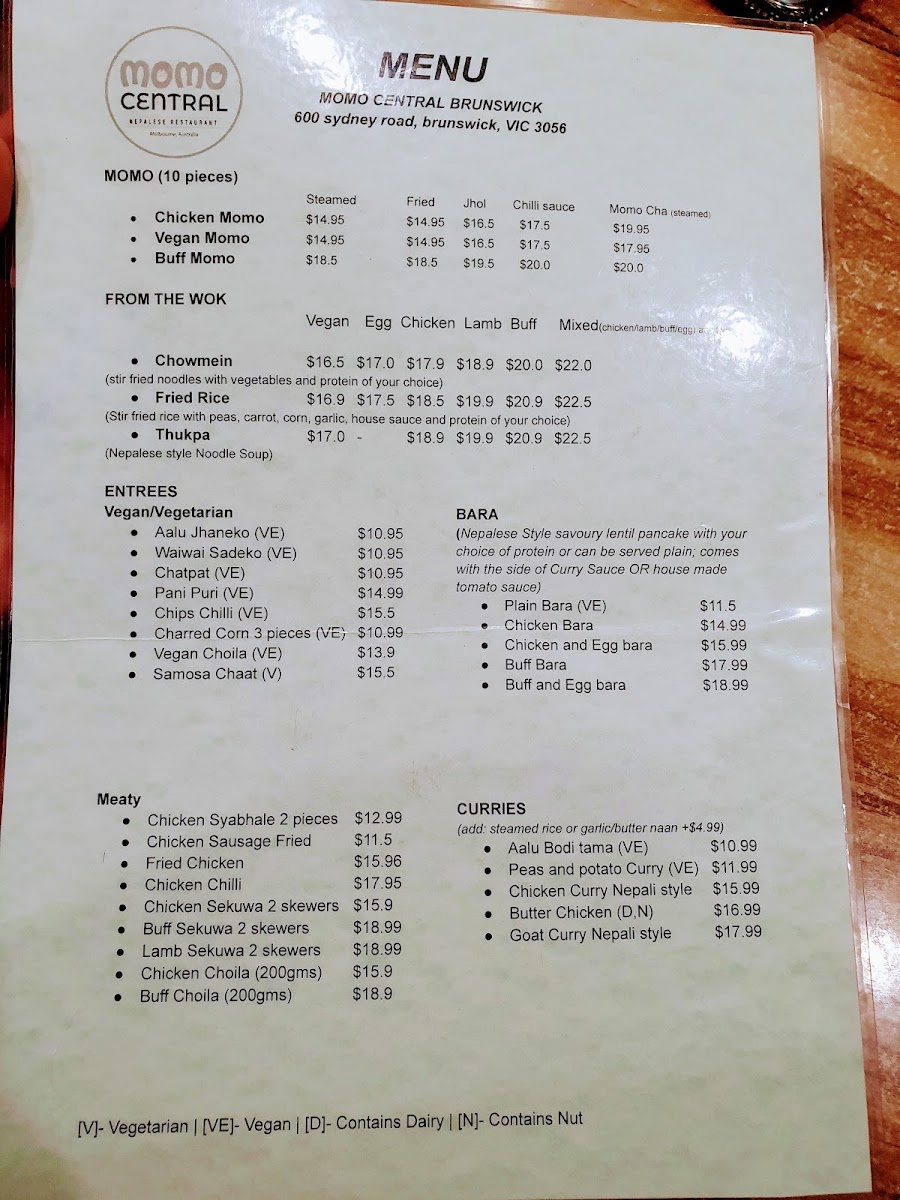 momo
CENTRAL
NEPALESE RESTAURANT
Melbourne, Australia
MENU
MOMO CENTRAL BRUNSWICK
600 sydney road, brunswick, VIC 3056
MOMO (10 pieces)
Steamed Fried Jhol Chilli sauce Momo Cha (steamed)
• Chicken Momo $14.95 $14.95 $16.5 $17.5 $19.95
• Vegan Momo $14.95 $14.95 $16.5 $17.5 $17.95
• Buff Momo $18.5 $18.5 $19.5 $20.0 $20.0
FROM THE WOK
Vegan Egg Chicken Lamb Buff Mixed(chicken/lamb/buff/egg)
• Chowmein $16.5 $17.0 $17.9 $18.9 $20.0 $22.0
(stir fried noodles with vegetables and protein of your choice)
• Fried Rice $16.9 $17.5 $18.5 $19.9 $20.9 $22.5
(Stir fried rice with peas, carrot, corn, garlic, house sauce and protein of your choice)
• Thukpa $17.0 - $18.9 $19.9 $20.9 $22.5
(Nepalese style Noodle Soup)
ENTREES
Vegan/Vegetarian
• Aalu Jhaneko (VE) $10.95
• Waiwai Sadeko (VE) $10.95
• Chatpat (VE) $10.95
• Pani Puri (VE) $14.99
• Chips Chilli (VE) $15.5
• Charred Corn 3 pieces (VE) $10.99
• Vegan Choila (VE) $13.9
• Samosa Chaat (V) $15.5
BARA
(Nepalese Style savoury lentil pancake with your
choice of protein or can be served plain; comes
with the side of Curry Sauce OR house made
tomato sauce)
• Plain Bara (VE) $11.5
• Chicken Bara $14.99
• Chicken and Egg bara $15.99
• Buff Bara $17.99
• Buff and Egg bara $18.99
Meaty
• Chicken Syabhale 2 pieces $12.99
• Chicken Sausage Fried $11.5
• Fried Chicken $15.96
• Chicken Chilli $17.95
• Chicken Sekuwa 2 skewers $15.9
• Buff Sekuwa 2 skewers $18.99
• Lamb Sekuwa 2 skewers $18.99
• Chicken Choila (200gms) $15.9
• Buff Choila (200gms) $18.9
CURRIES
(add: steamed rice or garlic/butter naan +$4.99)
• Aalu Bodi tama (VE) $10.99
• Peas and potato Curry (VE) $11.99
• Chicken Curry Nepali style $15.99
• Butter Chicken (D,N) $16.99
• Goat Curry Nepali style $17.99
[V]- Vegetarian | [VE]- Vegan | [D]- Contains Dairy | [N]- Contains Nut